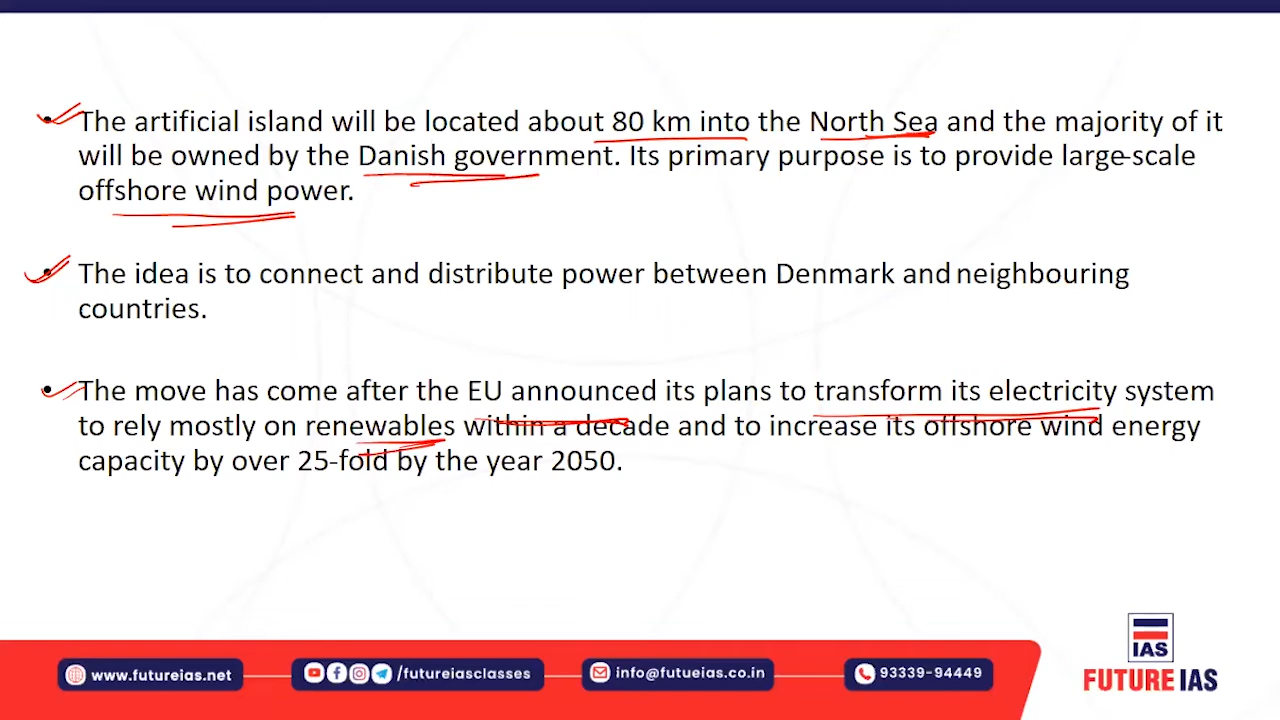 • The artificial island will be located about 80 km into the North Sea and the majority of it
will be owned by the Danish government. Its primary purpose is to provide large-scale
offshore wind power.
• The idea is to connect and distribute power between Denmark and neighbouring
countries.
• The move has come after the EU announced its plans to transform its electricity system
to rely mostly on renewables within a decade and to increase its offshore wind energy
capacity by over 25-fold by the year 2050.
www.futureias.net
/futureiasclasses
info@futueias.co.in
93339-94449
IAS
FUTURE IAS